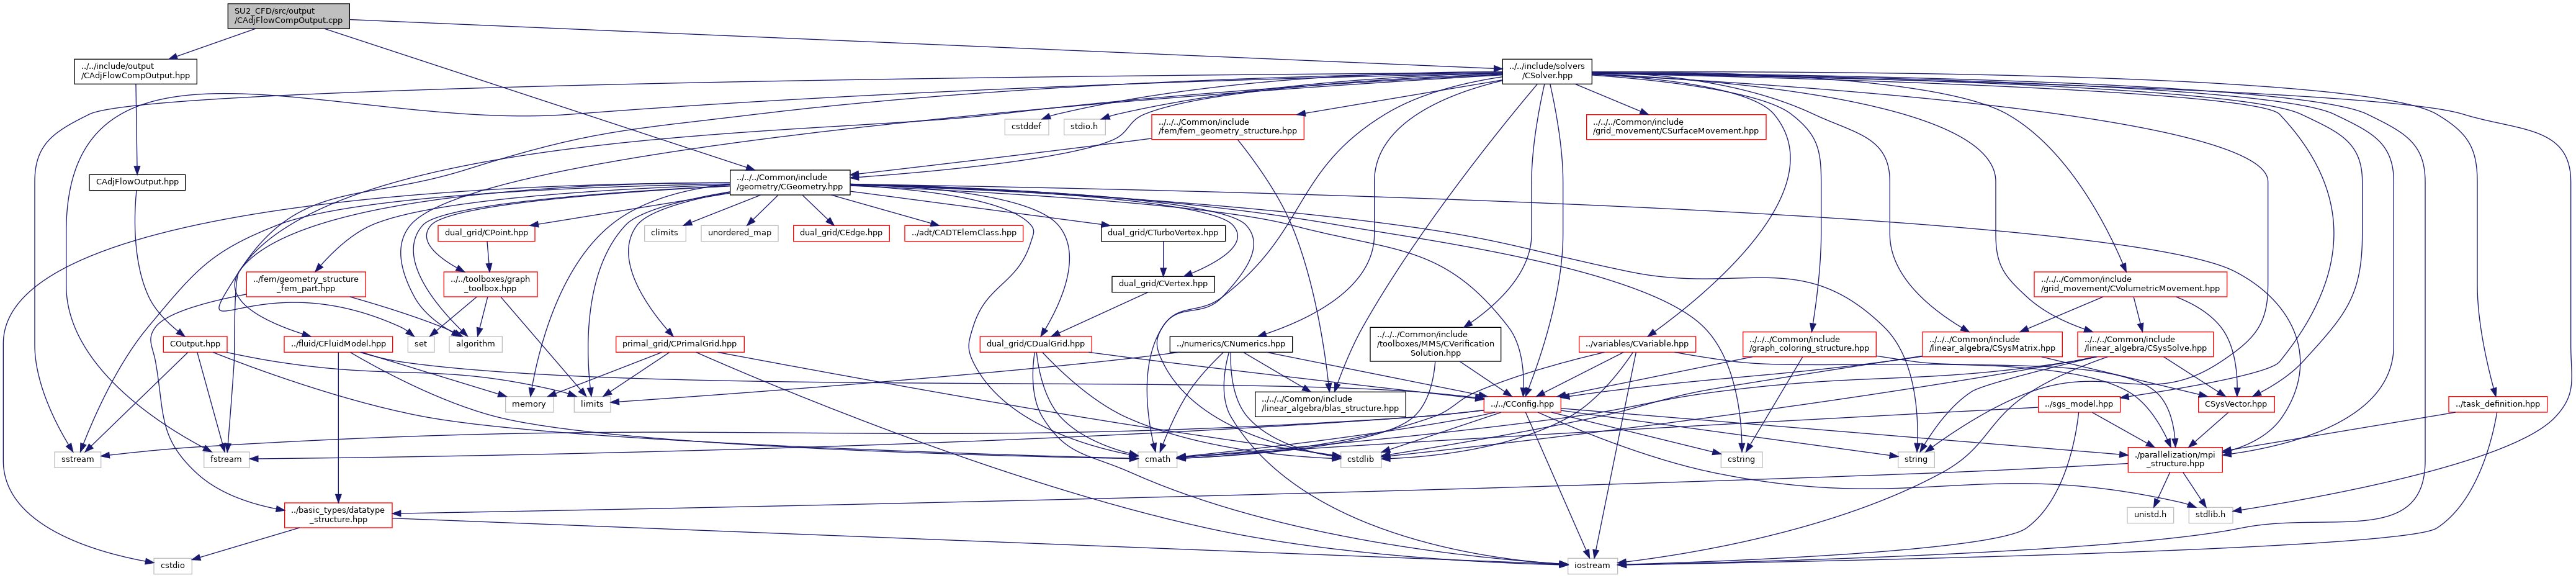 SU2_CFD/src/output
/CAdjFlowCompOutput.cpp
../../include/output
/CAdjFlowCompOutput.hpp
../../include/solvers
/CSolver.hpp
cstddef
stdio.h
../../../Common/include
/fem/fem_geometry_structure.hpp
../../../Common/include
/grid_movement/CSurfaceMovement.hpp
CAdjFlowOutput.hpp
../../../Common/include
/geometry/CGeometry.hpp
dual_grid/CPoint.hpp
climits
unordered_map
dual_grid/CEdge.hpp
../adt/CADTElemClass.hpp
dual_grid/CTurboVertex.hpp
../fem/geometry_structure
_fem_part.hpp
../../toolboxes/graph
_toolbox.hpp
dual_grid/CVertex.hpp
../../../Common/include
/grid_movement/CVolumetricMovement.hpp
COutput.hpp
../fluid/CFluidModel.hpp
set
algorithm
primal_grid/CPrimalGrid.hpp
dual_grid/CDualGrid.hpp
../numerics/CNumerics.hpp
../../../Common/include
/toolboxes/MMS/CVerification
Solution.hpp
../variables/CVariable.hpp
../../../Common/include
/graph_coloring_structure.hpp
../../../Common/include
/linear_algebra/CSysMatrix.hpp
../../../Common/include
/linear_algebra/CSysSolve.hpp
memory
limits
../../../Common/include
/linear_algebra/blas_structure.hpp
../../CConfig.hpp
../sgs_model.hpp
CSysVector.hpp
../task_definition.hpp
sstream
fstream
cmath
cstdlib
cstring
string
./parallelization/mpi
_structure.hpp
../basic_types/datatype
_structure.hpp
unistd.h
stdlib.h
cstdio
iostream